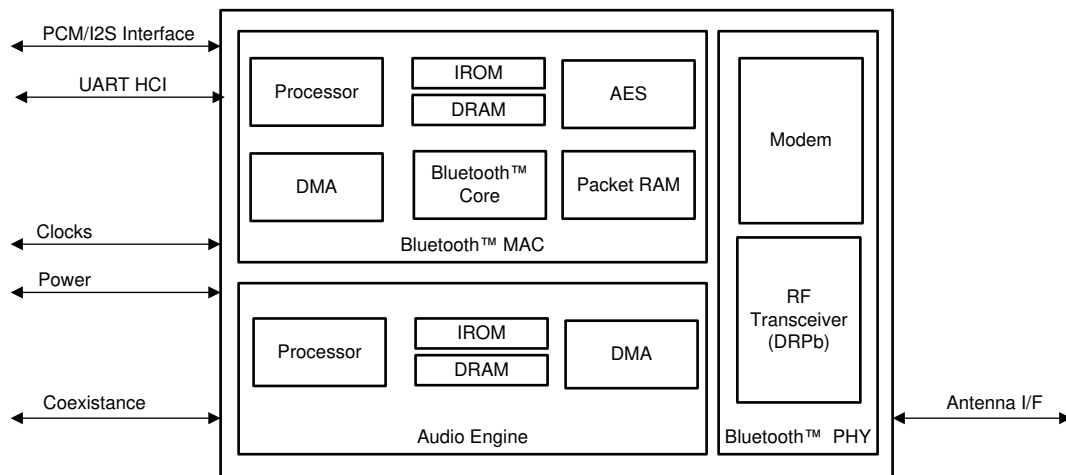 PCM/I2S Interface
UART HCI
Clocks
Power
Coexistance
Processor
IROM
DRAM
AES
DMA
Bluetooth™
Core
Packet RAM
Bluetooth™ MAC
Processor
IROM
DRAM
DMA
Audio Engine
Modem
RF
Transceiver
(DRPb)
Bluetooth™ PHY
Antenna I/F